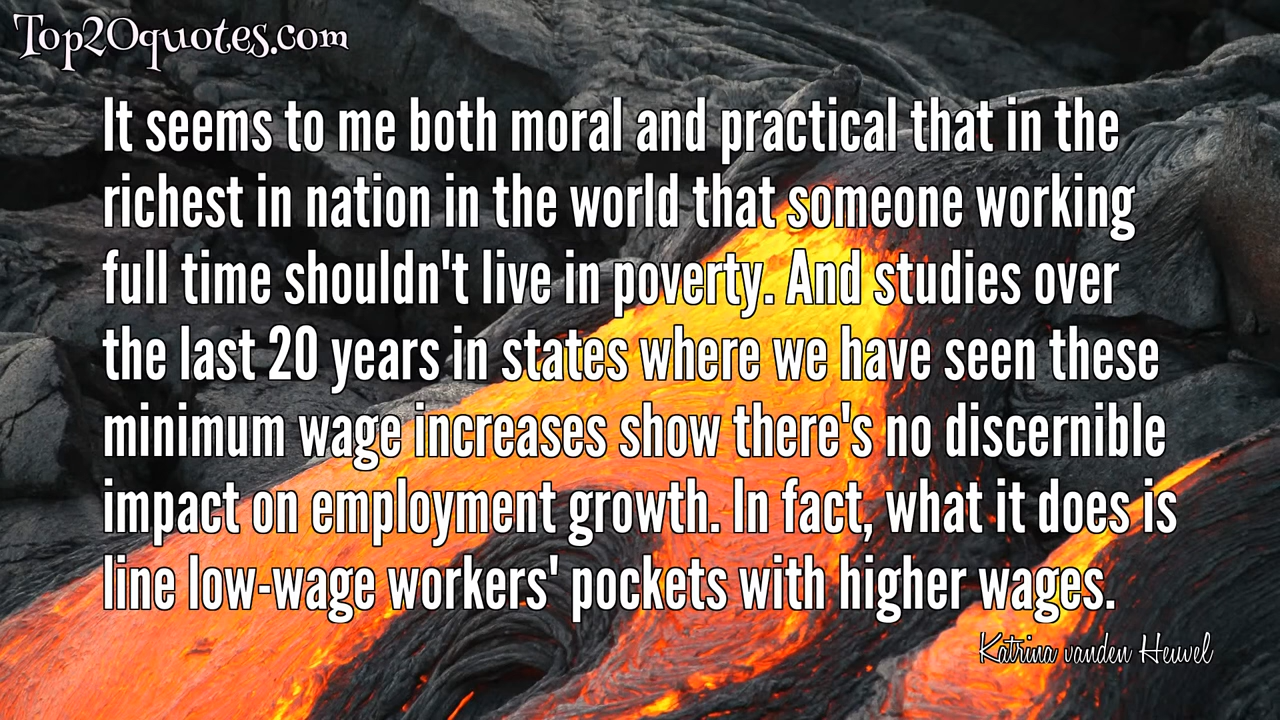 Top20quotes.com
It seems to me both moral and practical that in the
richest in nation in the world that someone working
full time shouldn't live in poverty. And studies over
the last 20 years in states where we have seen these
minimum wage increases show there's no discernible
impact on employment growth. In fact, what it does is
line low-wage workers' pockets with higher wages.
Katrina vanden Heuvel